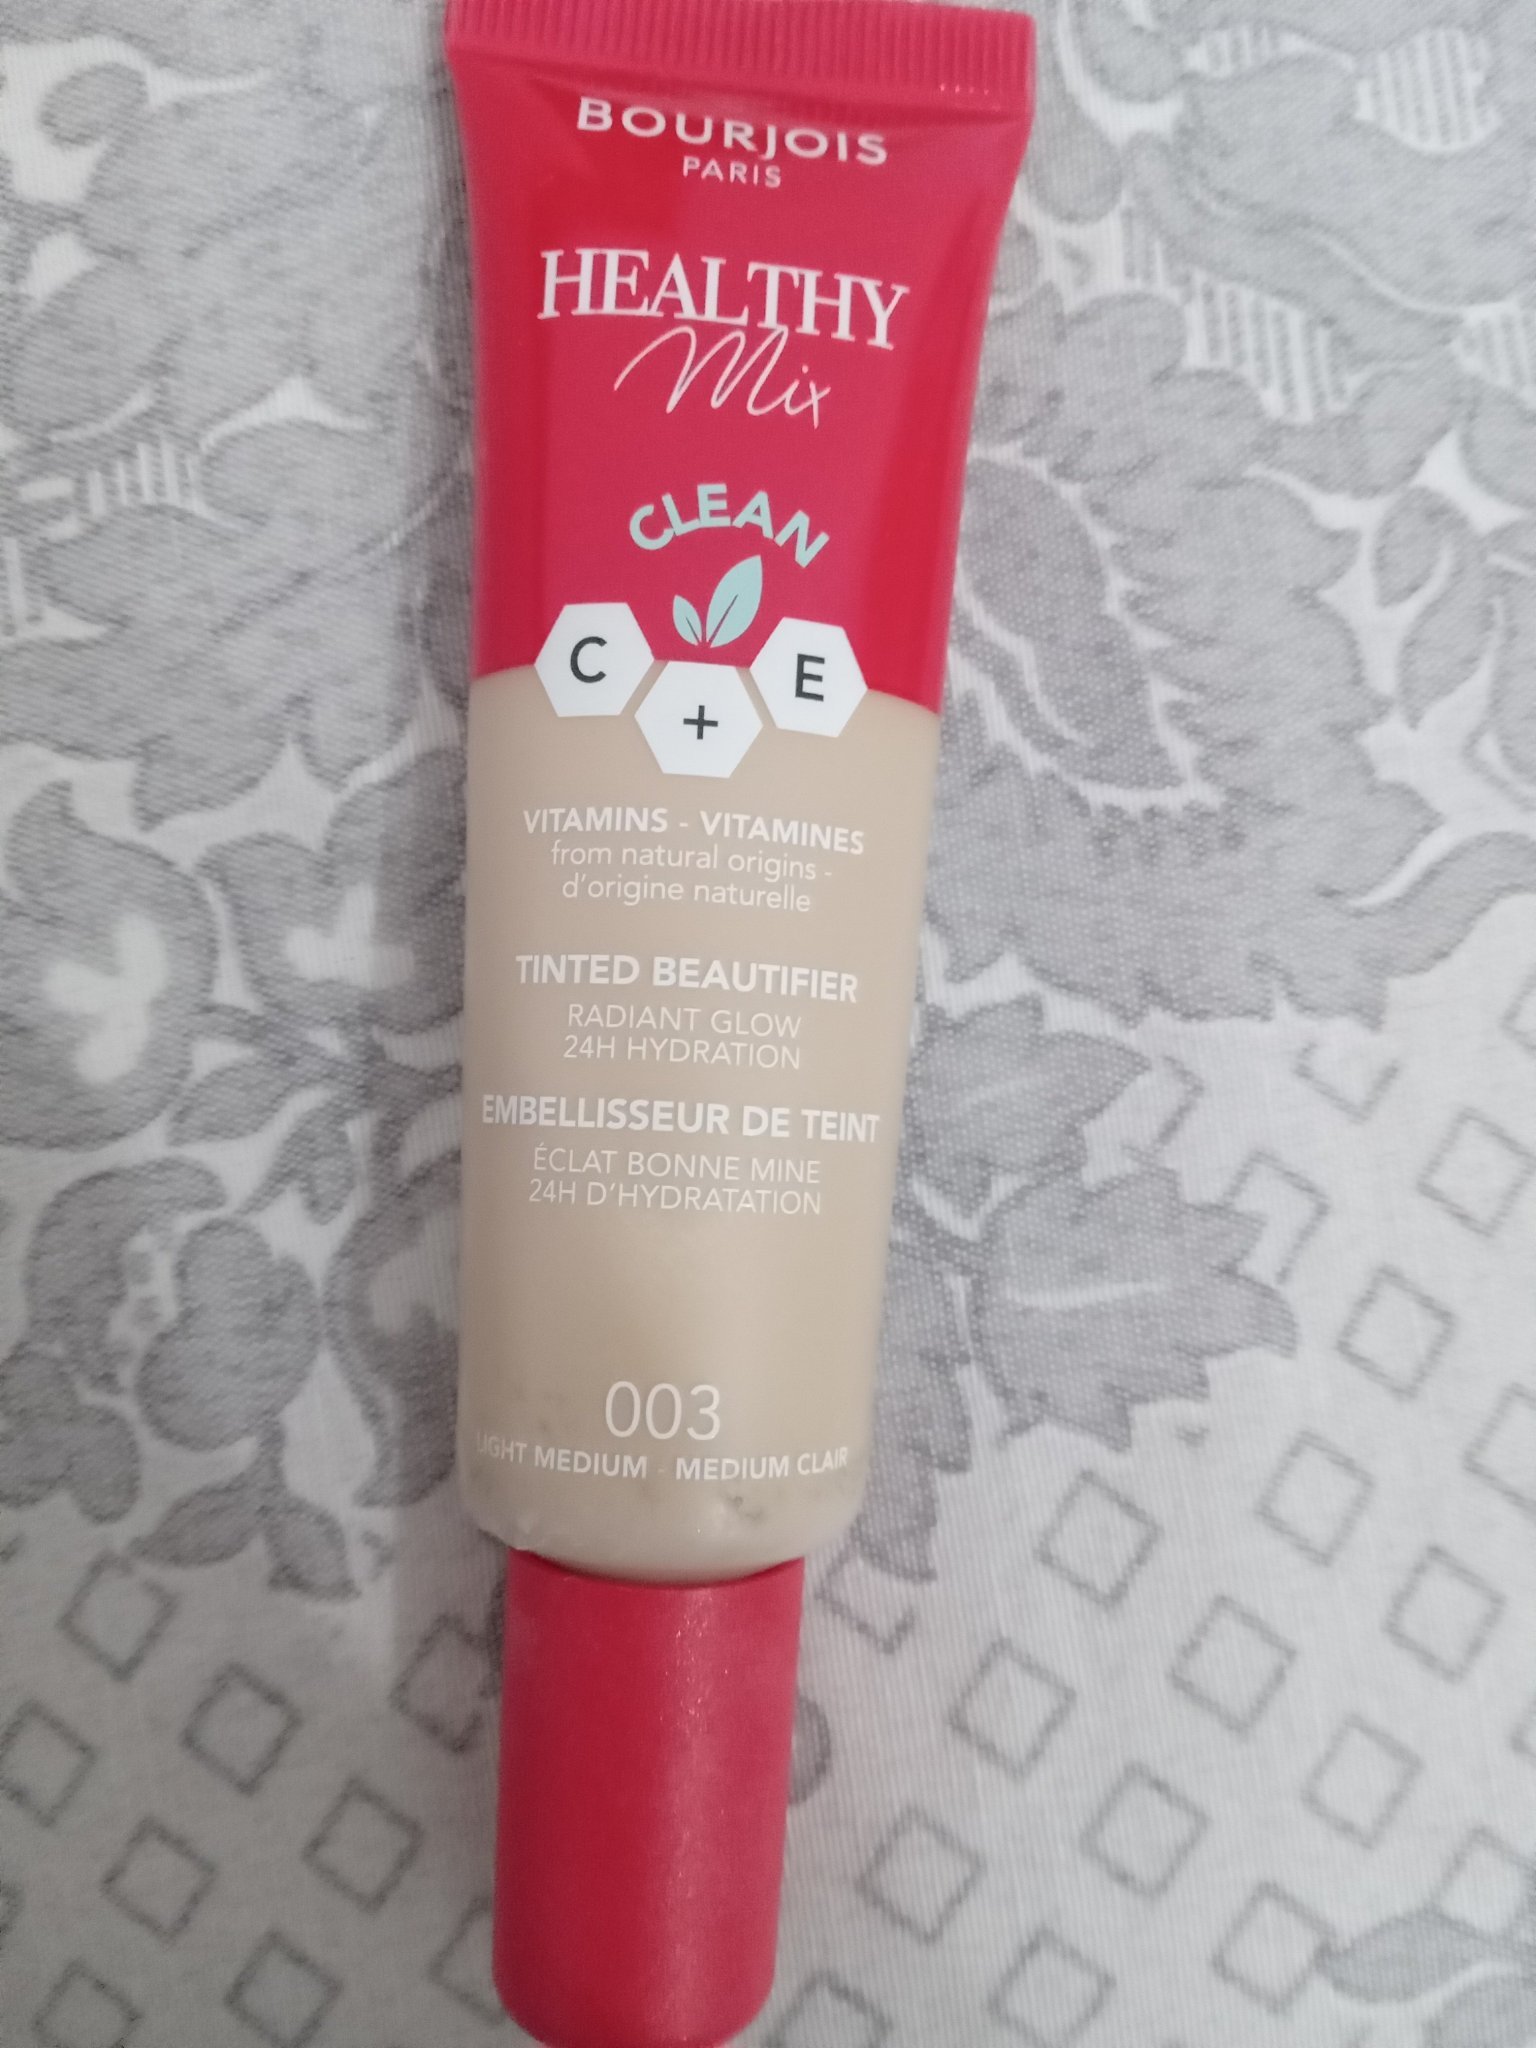 BOURJOIS
PARIS
HEALTHY
Mix
CLEAN
C
E
+
VITAMINS - VITAMINES
from natural origins -
d'origine naturelle
TINTED BEAUTIFIER
RADIANT GLOW
24H HYDRATION
EMBELLISSEUR DE TEINT
ÉCLAT BONNE MINE
24H D'HYDRATATION
003
LIGHT MEDIUM - MEDIUM CLAIR